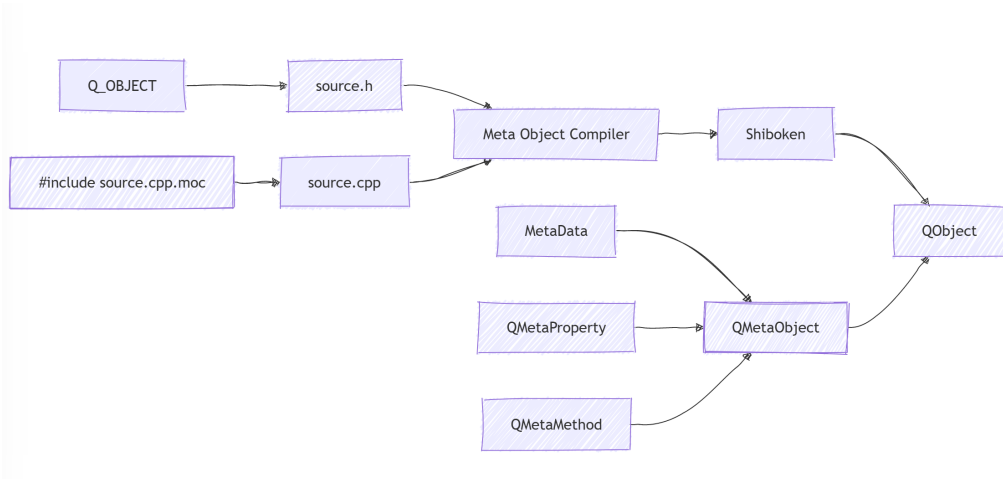 Q_OBJECT
source.h
Meta Object Compiler
Shiboken
#include source.cpp.moc
source.cpp
MetaData
QObject
QMetaProperty
QMetaObject
QMetaMethod